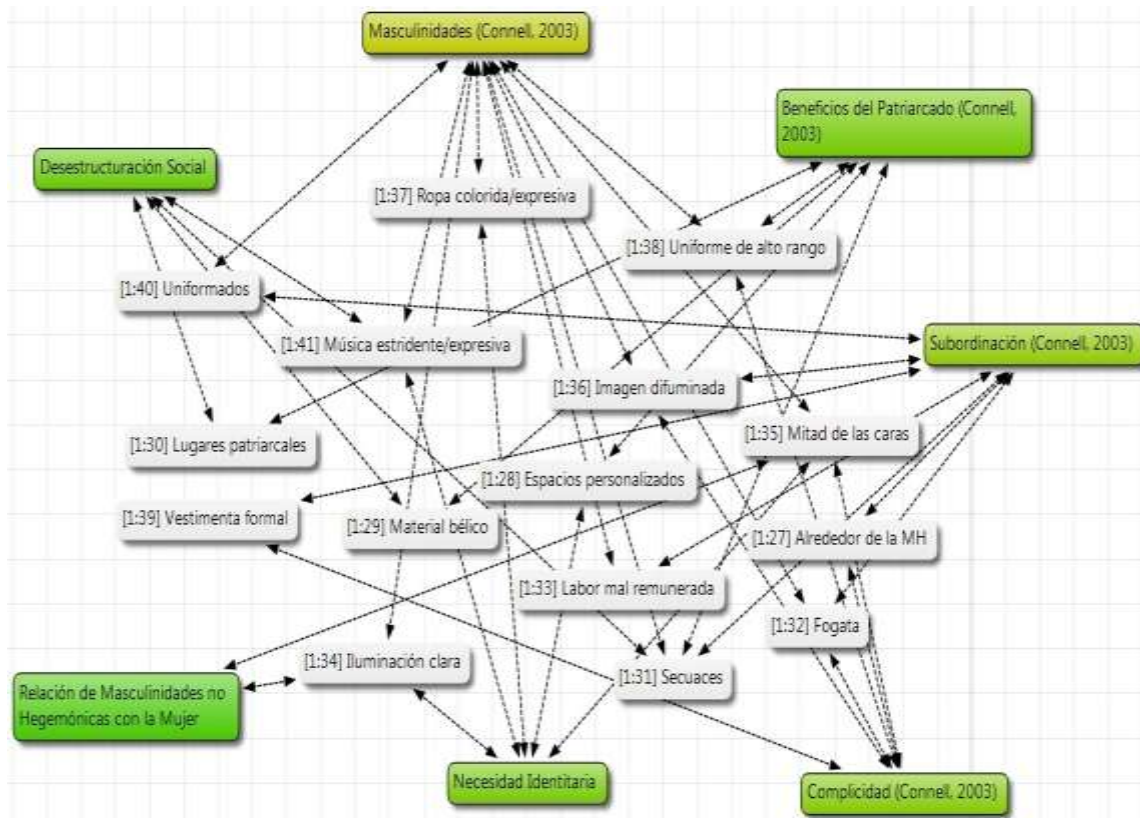 Masculinidades (Connell, 2003)
Beneficios del Patriarcado (Connell,
2003)
Desestructuración Social
[1:37] Ropa colorida/expresiva
[1:38] Uniforme de alto rango
[1:40] Uniformados
[1:41] Música estridente/expresiva
Subordinación (Connell, 2003)
[1:36] Imagen difuminada
[1:35] Mitad de las caras
[1:30] Lugares patriarcales
[1:28] Espacios personalizados
[1:39] Vestimenta formal
[1:29] Material bélico
[1:27] Alrededor de la MH
[1:33] Labor mal remunerada
[1:32] Fogata
[1:34] Iluminación clara
[1:31] Secuaces
Relación de Masculinidades no
Hegemónicas con la Mujer
Necesidad Identitaria
Complicidad (Connell, 2003)